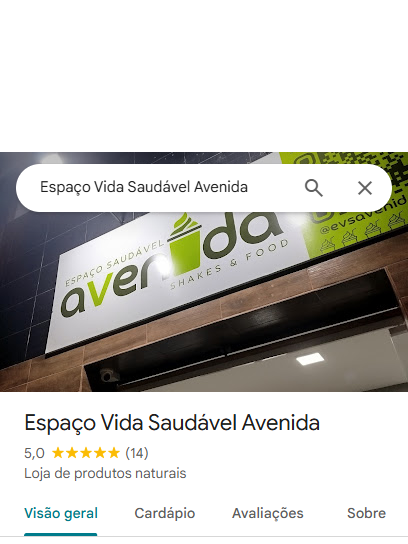 Espaço Vida Saudável Avenida
ESPAÇO SAUDÁVEL
avenida
SHAKES & FOOD
@evsavenid
Espaço Vida Saudável Avenida
5,0 (14)
Loja de produtos naturais
Visão geral Cardápio Avaliações Sobre